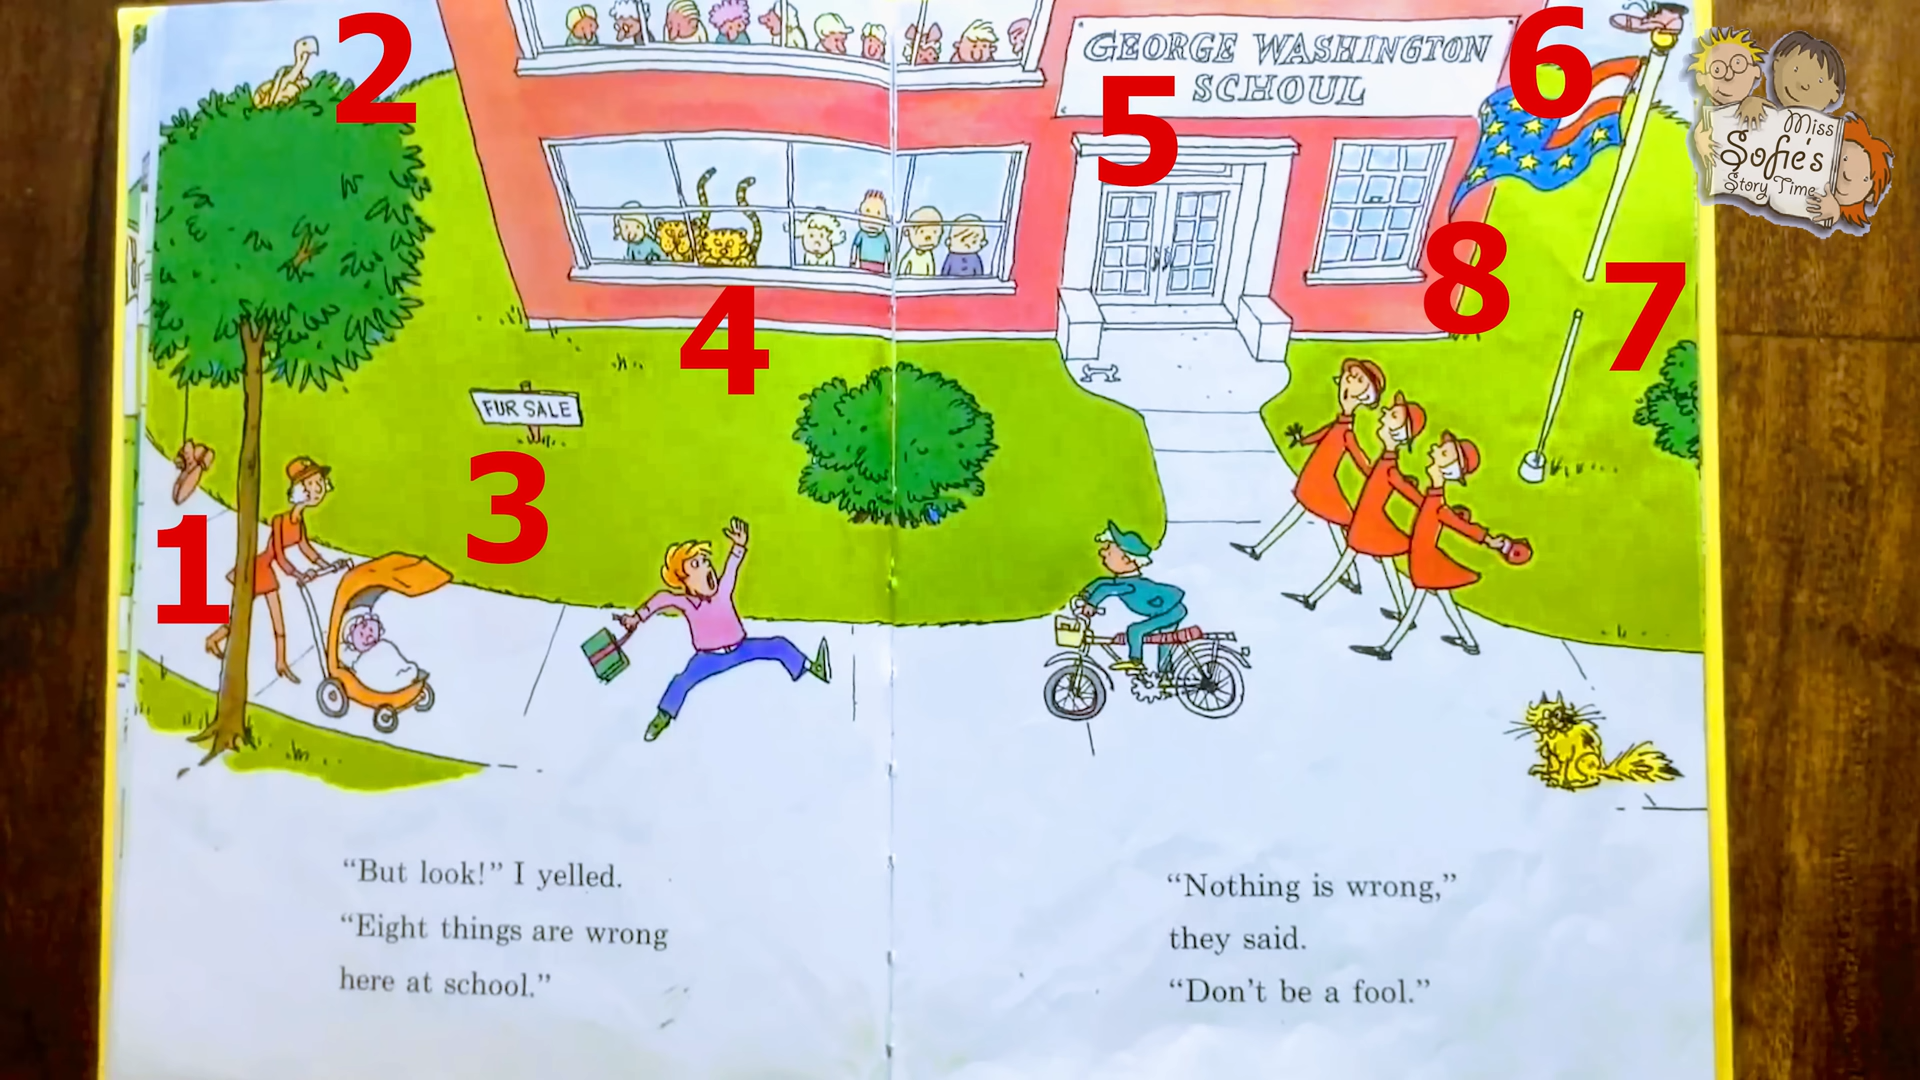 2
6
GEORGE WASHINGTON
SCHOUL
5
Miss
Sofie's
Story Time
8
7
4
FUR SALE
3
1
“But look!” I yelled.
“Eight things are wrong
here at school.”
“Nothing is wrong,”
they said.
“Don’t be a fool.”